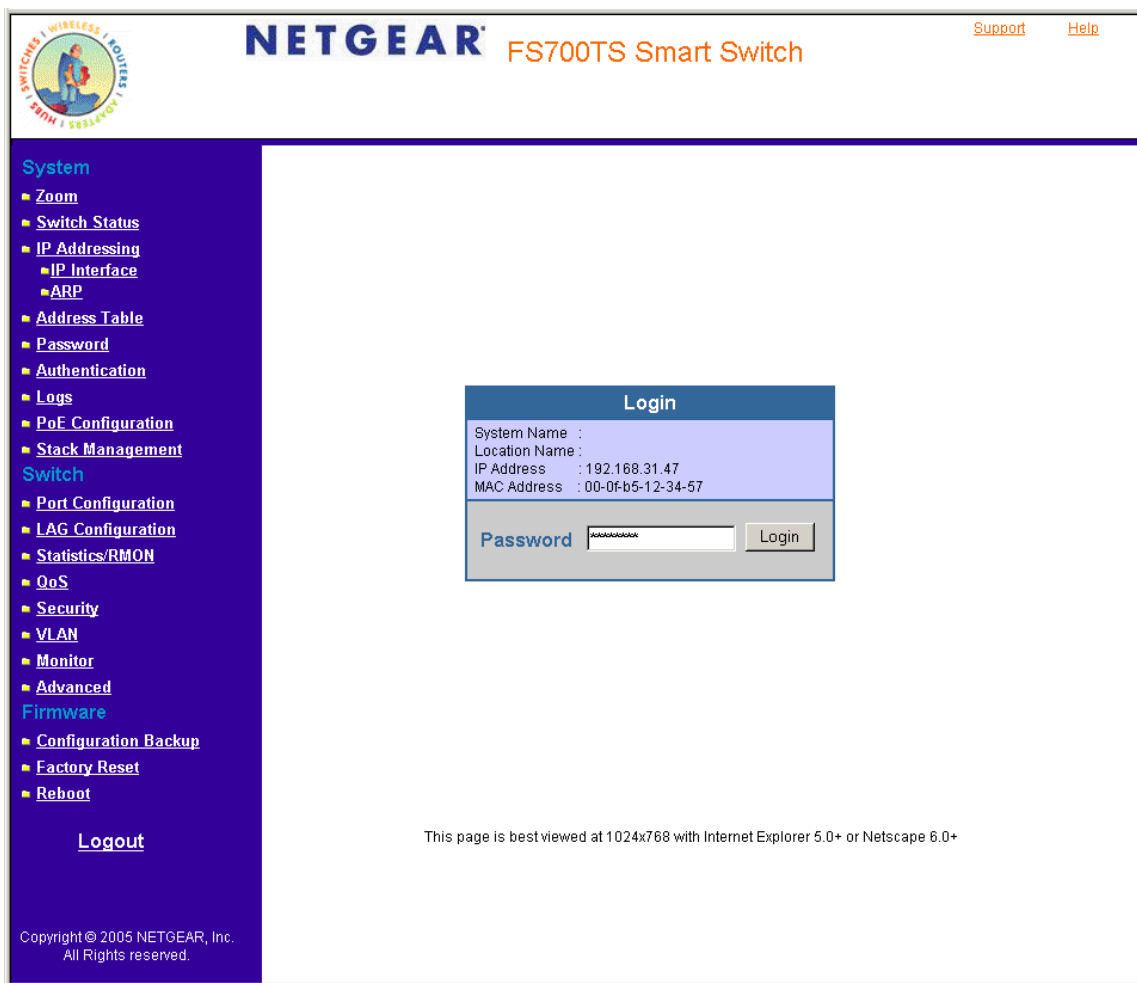 SWITCHES | WIRELESS | ROUTERS | ADAPTERS | HUBS
NETGEAR FS700TS Smart Switch
Support Help
System
Zoom
Switch Status
IP Addressing
IP Interface
ARP
Address Table
Password
Authentication
Logs
PoE Configuration
Stack Management
Switch
Port Configuration
LAG Configuration
Statistics/RMON
QoS
Security
VLAN
Monitor
Advanced
Firmware
Configuration Backup
Factory Reset
Reboot
Logout
Copyright © 2005 NETGEAR, Inc.
All Rights reserved.
Login
System Name :
Location Name :
IP Address : 192.168.31.47
MAC Address : 00-0f-b5-12-34-57
Password ********* Login
This page is best viewed at 1024x768 with Internet Explorer 5.0+ or Netscape 6.0+